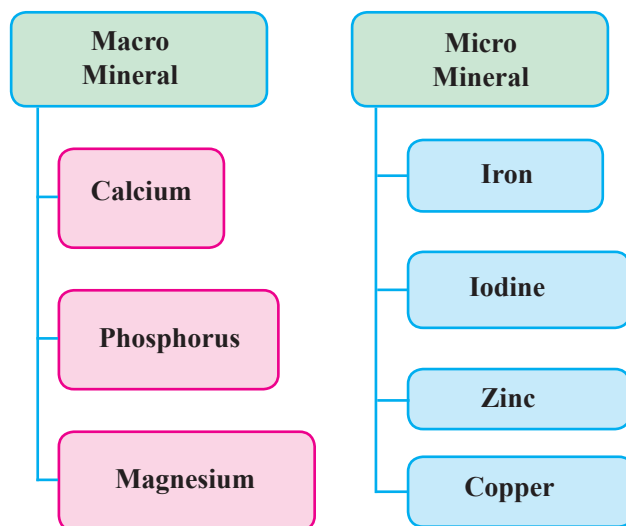 Macro
Mineral
Calcium
Phosphorus
Magnesium
Micro
Mineral
Iron
Iodine
Zinc
Copper